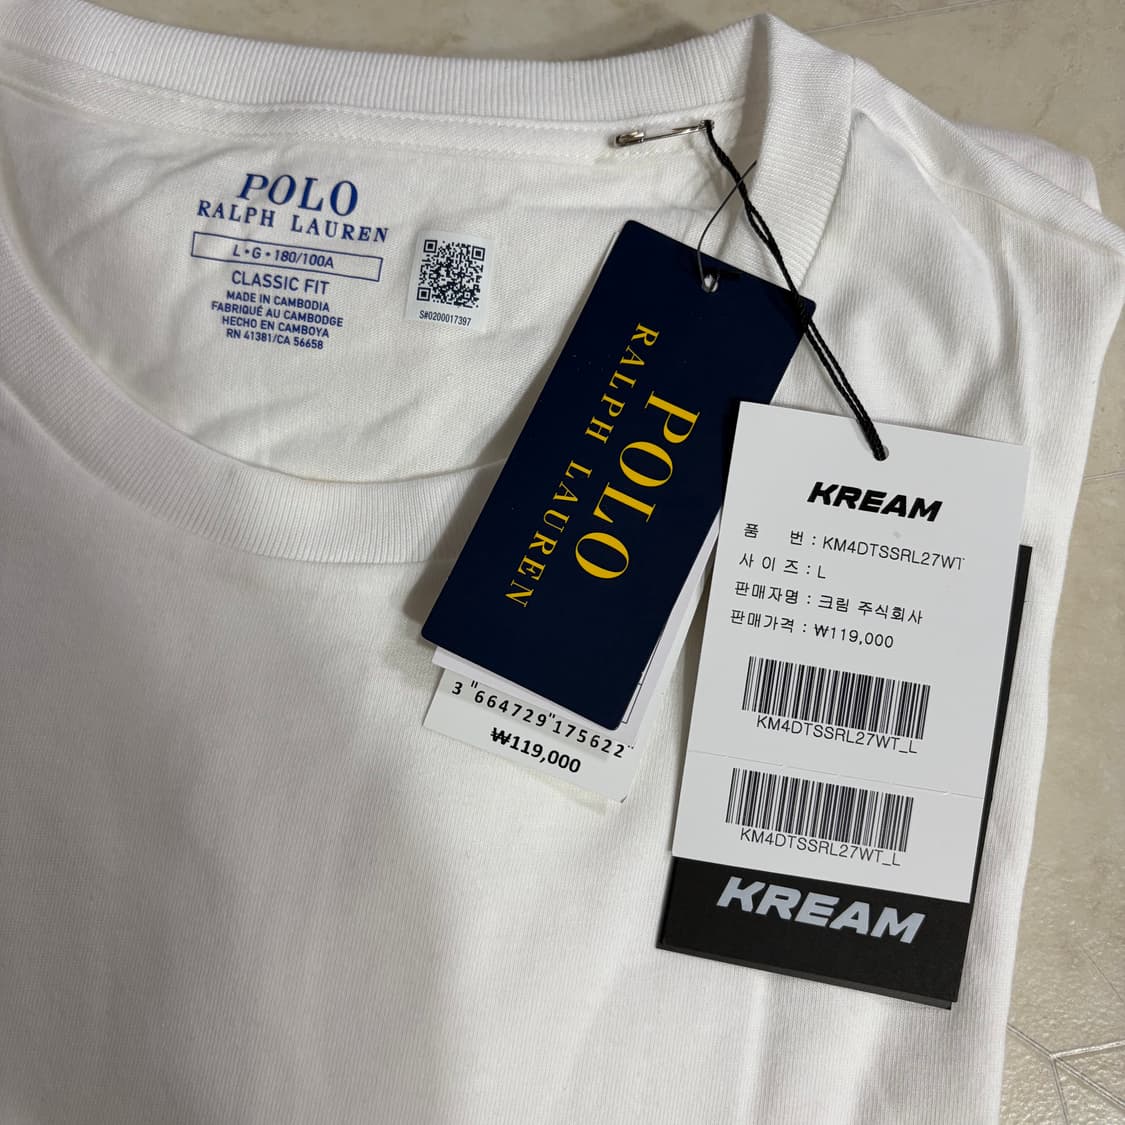 POLO
RALPH LAUREN
L•G•180/100A
CLASSIC FIT
MADE IN CAMBODIA
FABRIQUÉ AU CAMBODGE
HECHO EN CAMBOYA
RN 41381/CA 56658
S#0200017397
POLO
RALPH LAUREN
3 "664729"175622"
₩119,000
KREAM
품 번 : KM4DTSSRL27WT
사 이 즈 : L
판매자명 : 크림 주식회사
판매가격 : ₩119,000
KM4DTSSRL27WT_L
KM4DTSSRL27WT_L
KREAM